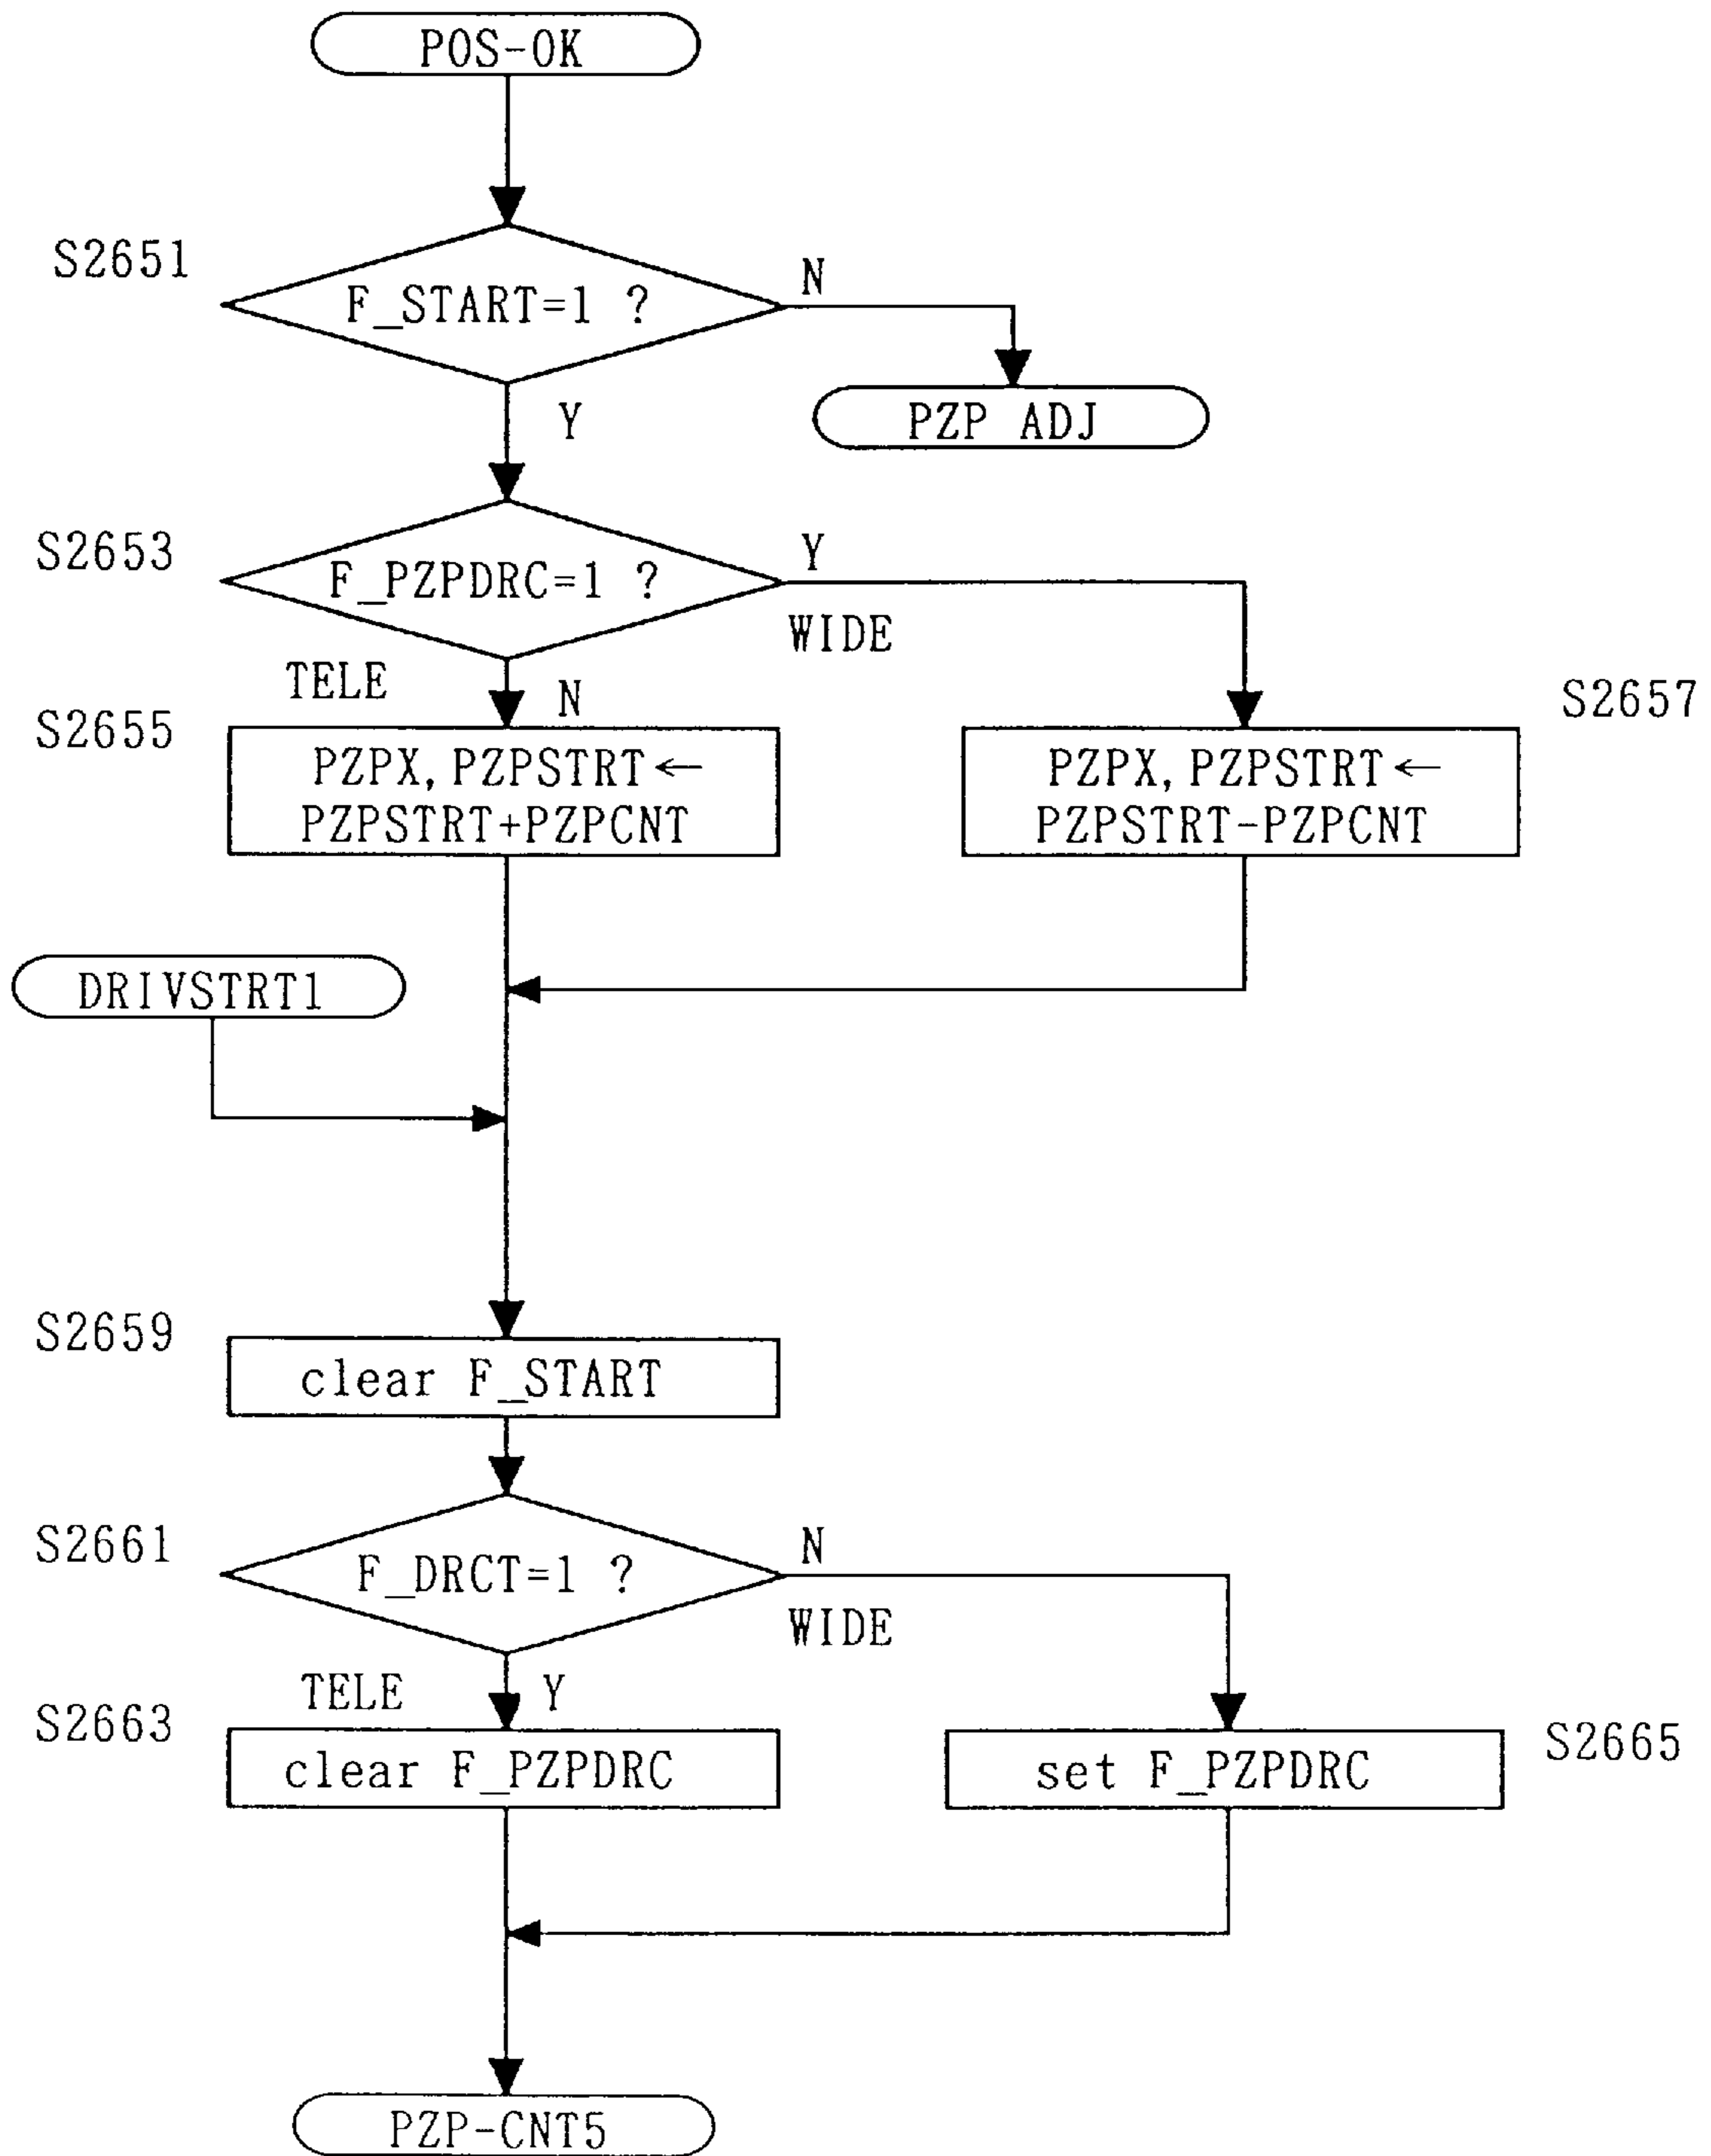 POS-OK
S2651
F_START=1 ?
N
Y
PZP ADJ
S2653
F_PZPDRC=1 ?
Y
WIDE
TELE
N
S2655
PZPX, PZPSTRT←
PZPSTRT+PZPCNT
S2657
PZPX, PZPSTRT←
PZPSTRT-PZPCNT
DRIVSTRT1
S2659
clear F_START
S2661
F_DRCT=1 ?
N
WIDE
TELE
Y
S2663
clear F_PZPDRC
set F_PZPDRC
S2665
PZP-CNT5